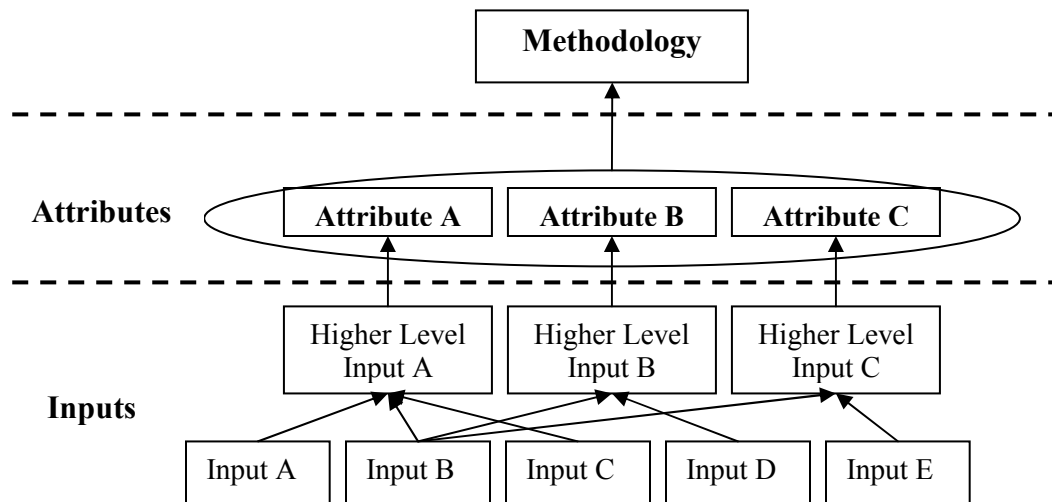 Methodology
Attributes
Attribute A
Attribute B
Attribute C
Higher Level
Input A
Higher Level
Input B
Higher Level
Input C
Inputs
Input A
Input B
Input C
Input D
Input E